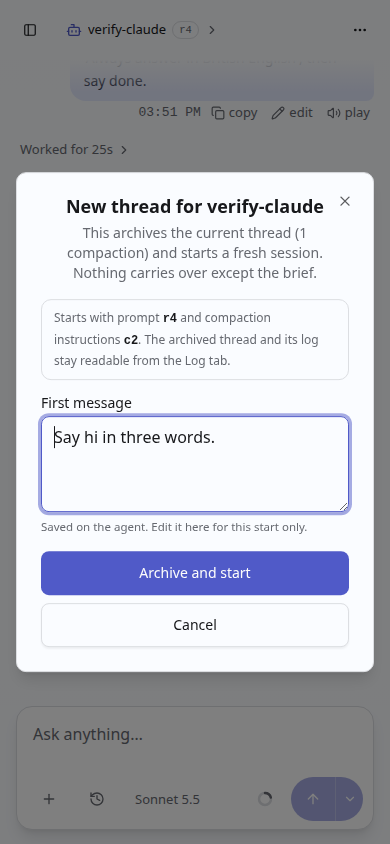 verify-claude r4
say done.
03:51 PM copy edit play
Worked for 25s
New thread for verify-claude
This archives the current thread (1
compaction) and starts a fresh session.
Nothing carries over except the brief.
Starts with prompt r4 and compaction
instructions c2. The archived thread and its log
stay readable from the Log tab.
First message
Say hi in three words.
Saved on the agent. Edit it here for this start only.
Archive and start
Cancel
Ask anything...
Sonnet 5.5